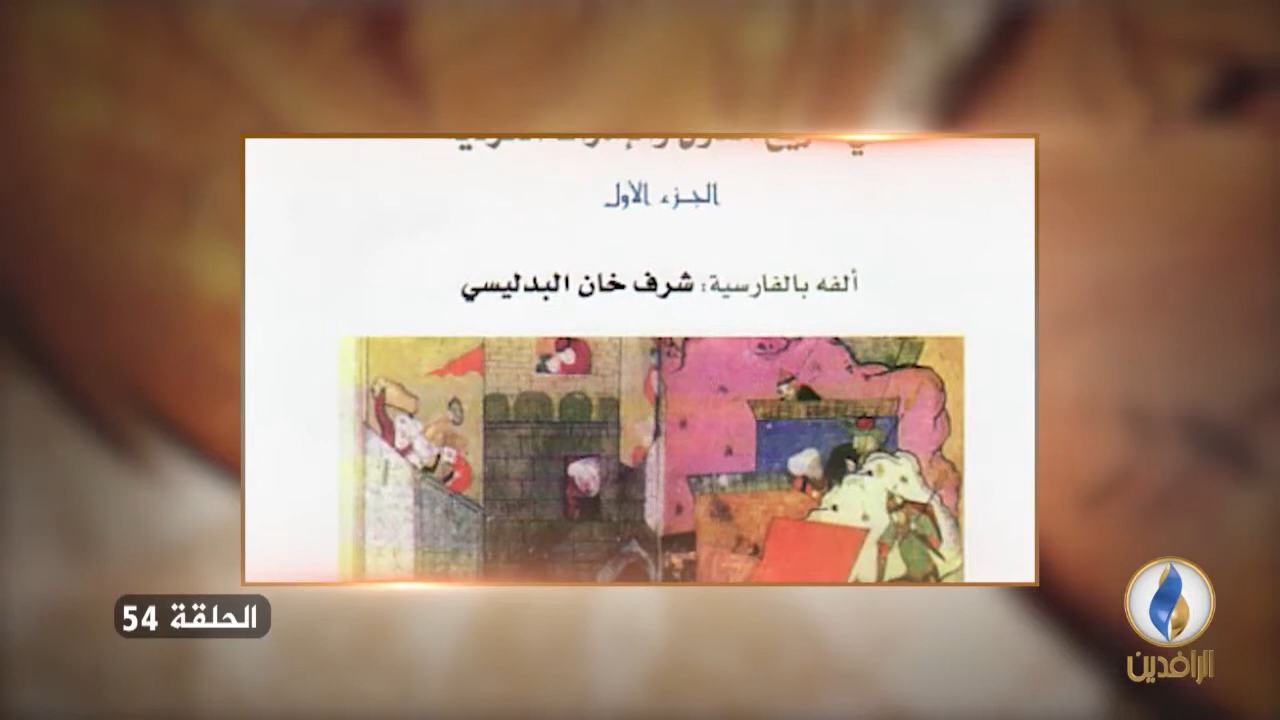 الجزء الأول
ألفه بالفارسية: شرف خان البدليسي
الحلقة 54
الرافدين